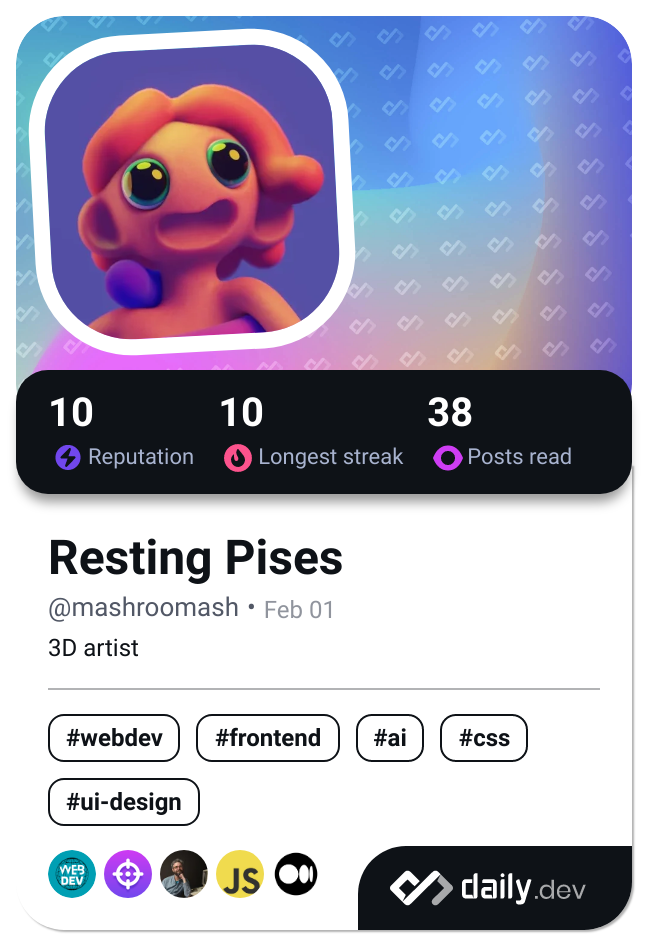 10 10 38
Reputation Longest streak Posts read
Resting Pises
@mashroomash • Feb 01
3D artist
#webdev #frontend #ai #css
#ui-design
WEB
DEV
JS
daily.dev